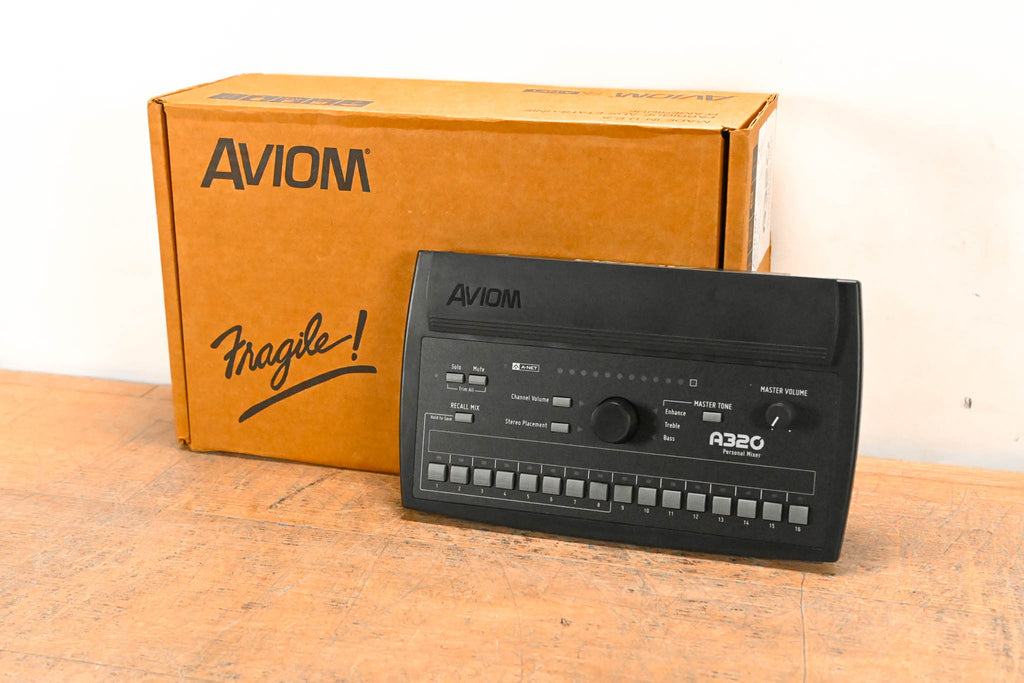 AVIOM®
Fragile!
AVIOM
Solo Mute
Trim All
A-NET
Channel Volume
Stereo Placement
RECALL MIX
Hold to Save
MASTER TONE
Enhance
Treble
Bass
MASTER VOLUME
A320
Personal Mixer
1 2 3 4 5 6 7 8 9 10 11 12 13 14 15 16